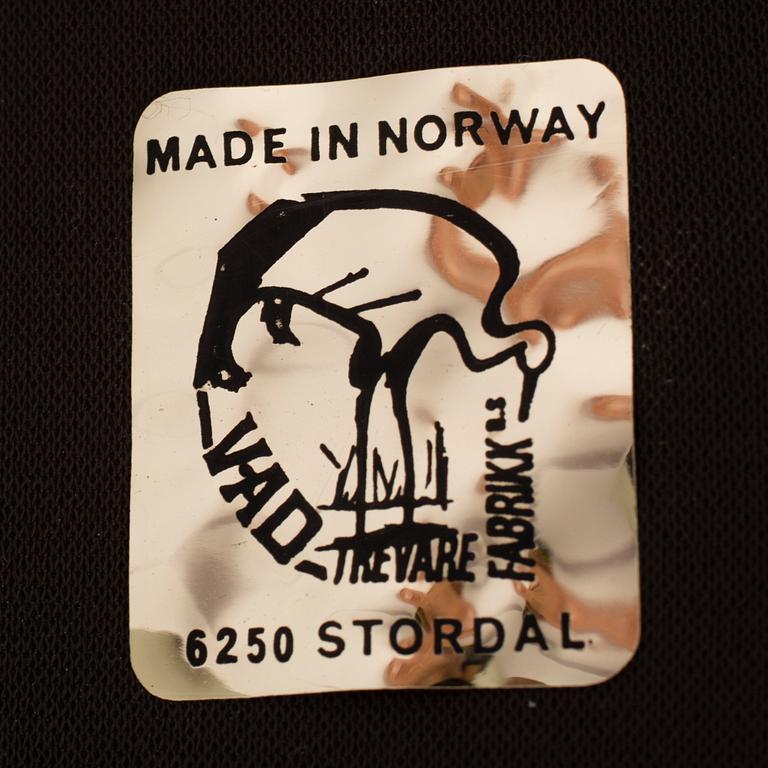 MADE IN NORWAY
VAD
TREVARE
FABRIKK A.S
6250 STORDAL